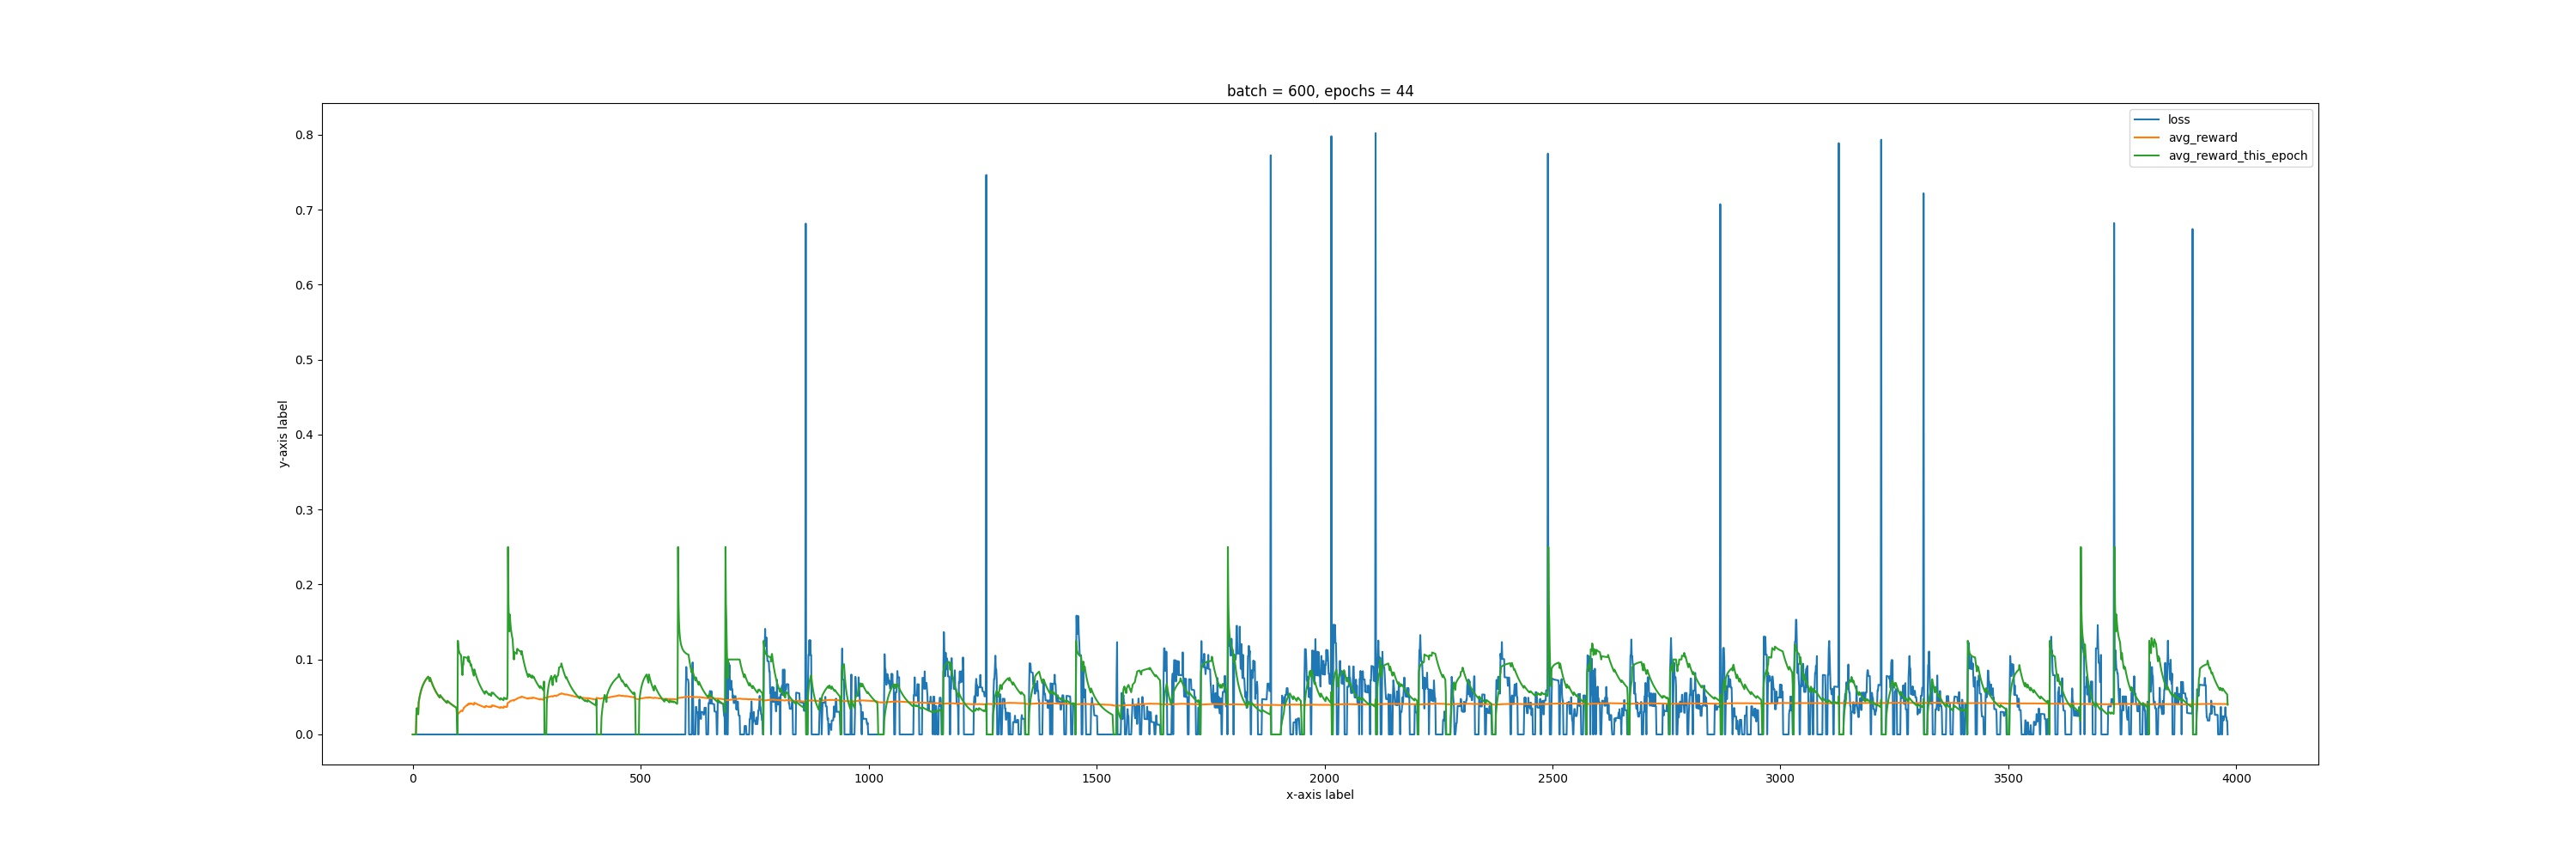 batch = 600, epochs = 44
loss
avg_reward
avg_reward_this_epoch
y-axis label
0.8
0.7
0.6
0.5
0.4
0.3
0.2
0.1
0.0
0 500 1000 1500 2000 2500 3000 3500 4000
x-axis label